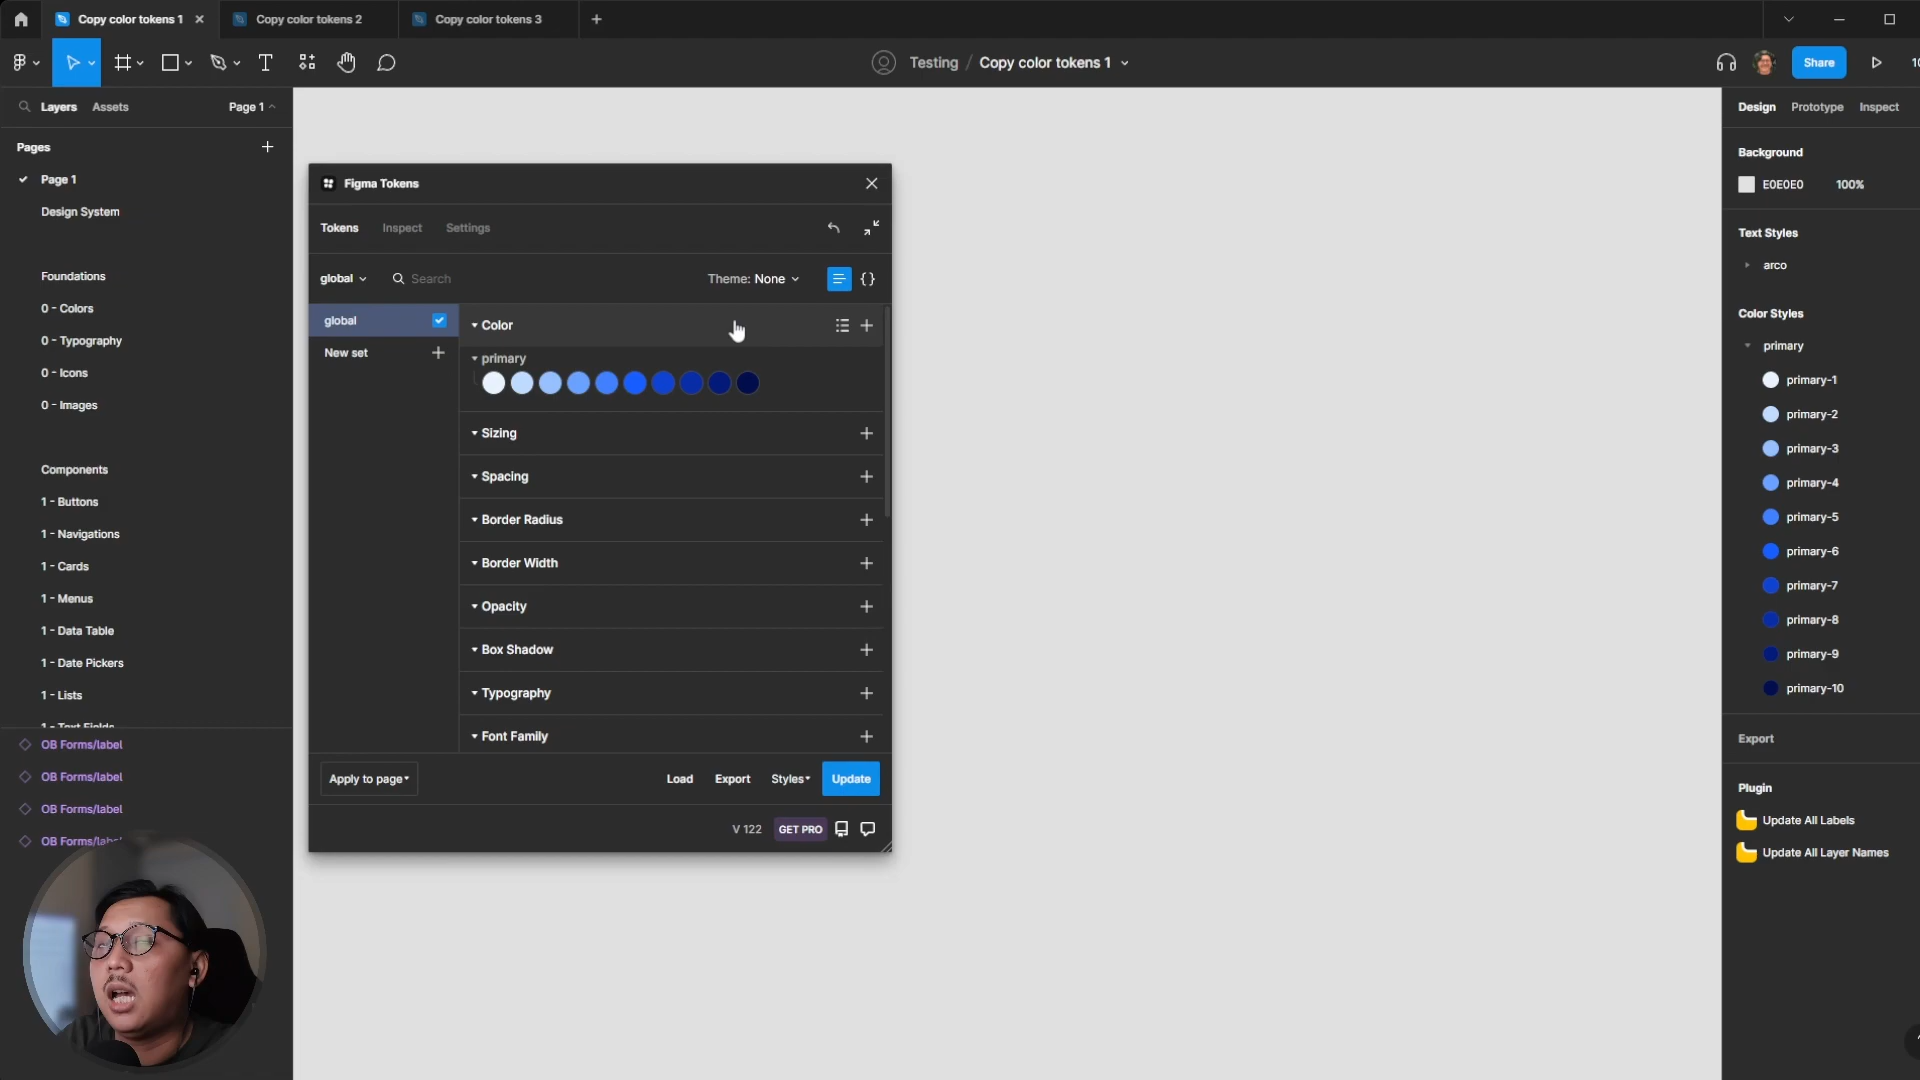 Copy color tokens 1
Copy color tokens 2
Copy color tokens 3
Testing / Copy color tokens 1
Share
Layers
Assets
Page 1
Pages
Page 1
Design System
Foundations
0 - Colors
0 - Typography
0 - Icons
0 - Images
Components
1 - Buttons
1 - Navigations
1 - Cards
1 - Menus
1 - Data Table
1 - Date Pickers
1 - Lists
1 - Text Fields
OB Forms/label
OB Forms/label
OB Forms/label
OB Forms/label
Figma Tokens
Tokens
Inspect
Settings
global
Search
Theme: None
global
New set
Color
primary
Sizing
Spacing
Border Radius
Border Width
Opacity
Box Shadow
Typography
Font Family
Apply to page
Load
Export
Styles
Update
V 122
GET PRO
Design
Prototype
Inspect
Background
E0E0E0
100%
Text Styles
arco
Color Styles
primary
primary-1
primary-2
primary-3
primary-4
primary-5
primary-6
primary-7
primary-8
primary-9
primary-10
Export
Plugin
Update All Labels
Update All Layer Names